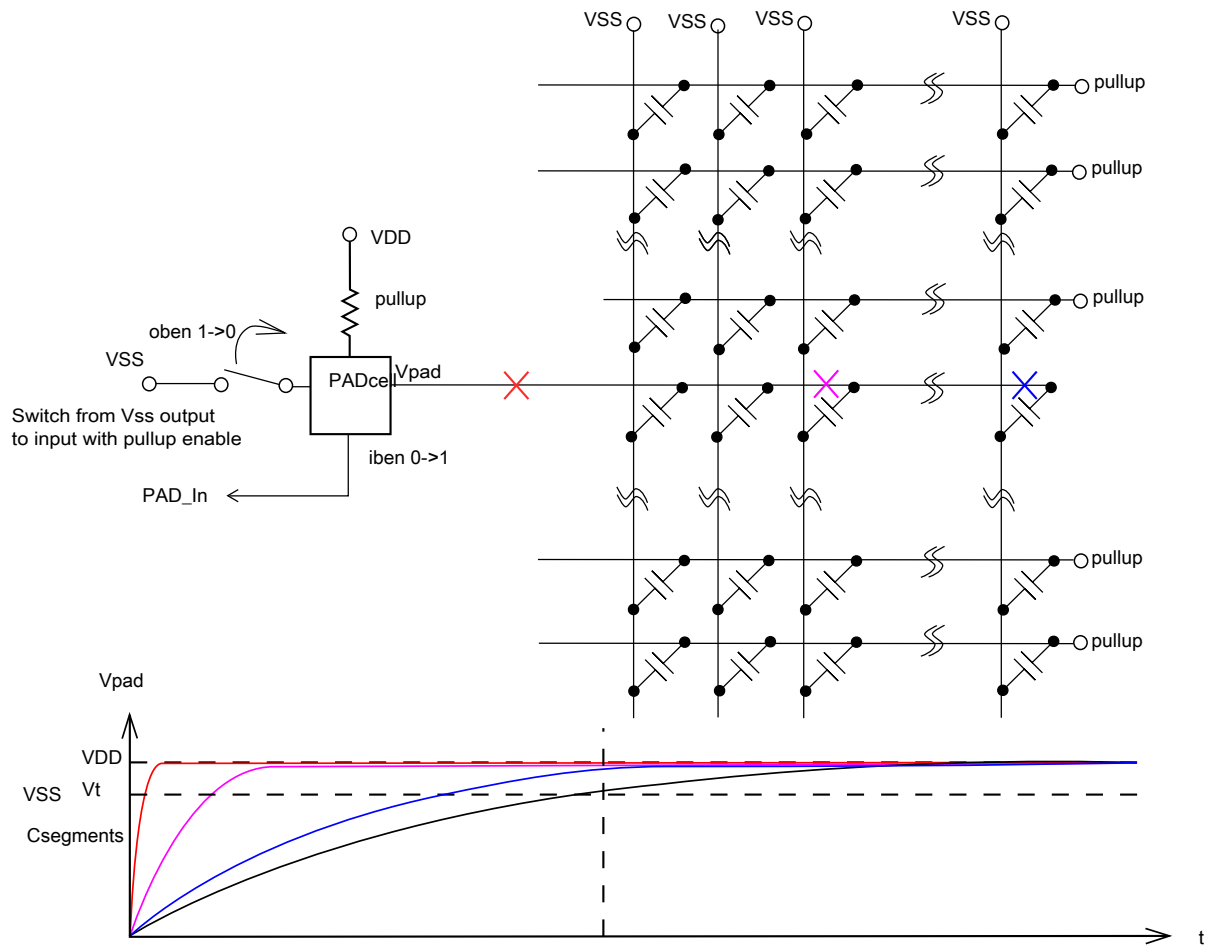 VSS VSS VSS VSS
pullup
pullup
VDD
pullup
pullup
oben 1->0
VSS
PADcell Vpad
Switch from Vss output
to input with pullup enable
iben 0->1
PAD_In
pullup
pullup
Vpad
VDD
VSS Vt
Csegments
t